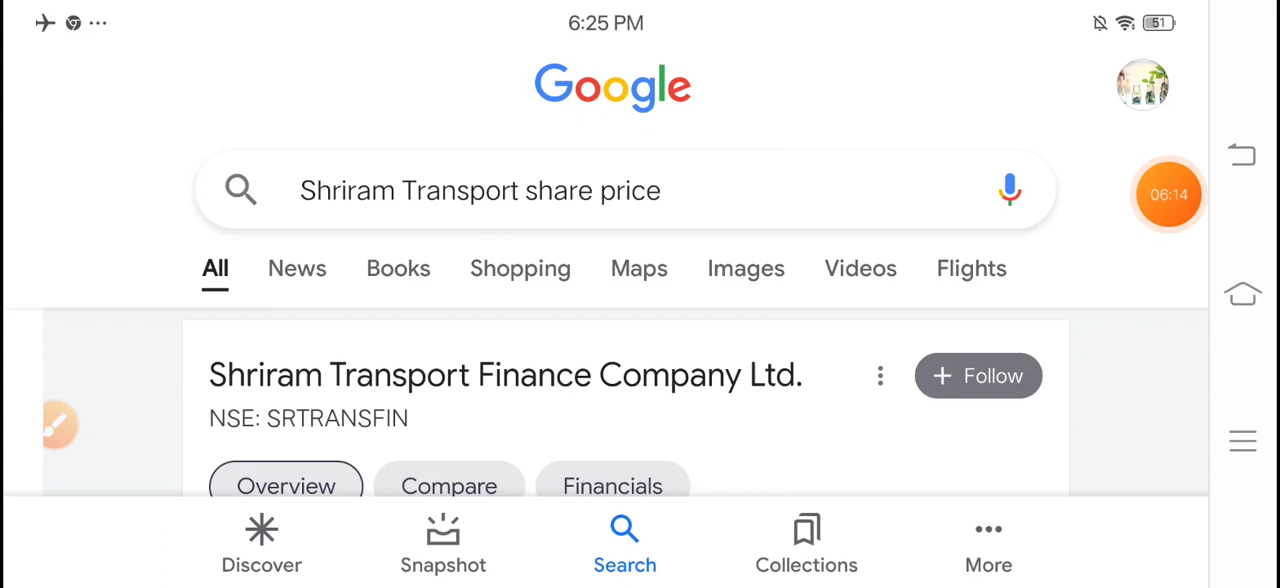 6:25 PM
51
Google
Shriram Transport share price
06:14
All News Books Shopping Maps Images Videos Flights
Shriram Transport Finance Company Ltd.
+ Follow
NSE: SRTRANSFIN
Overview Compare Financials
Discover Snapshot Search Collections More